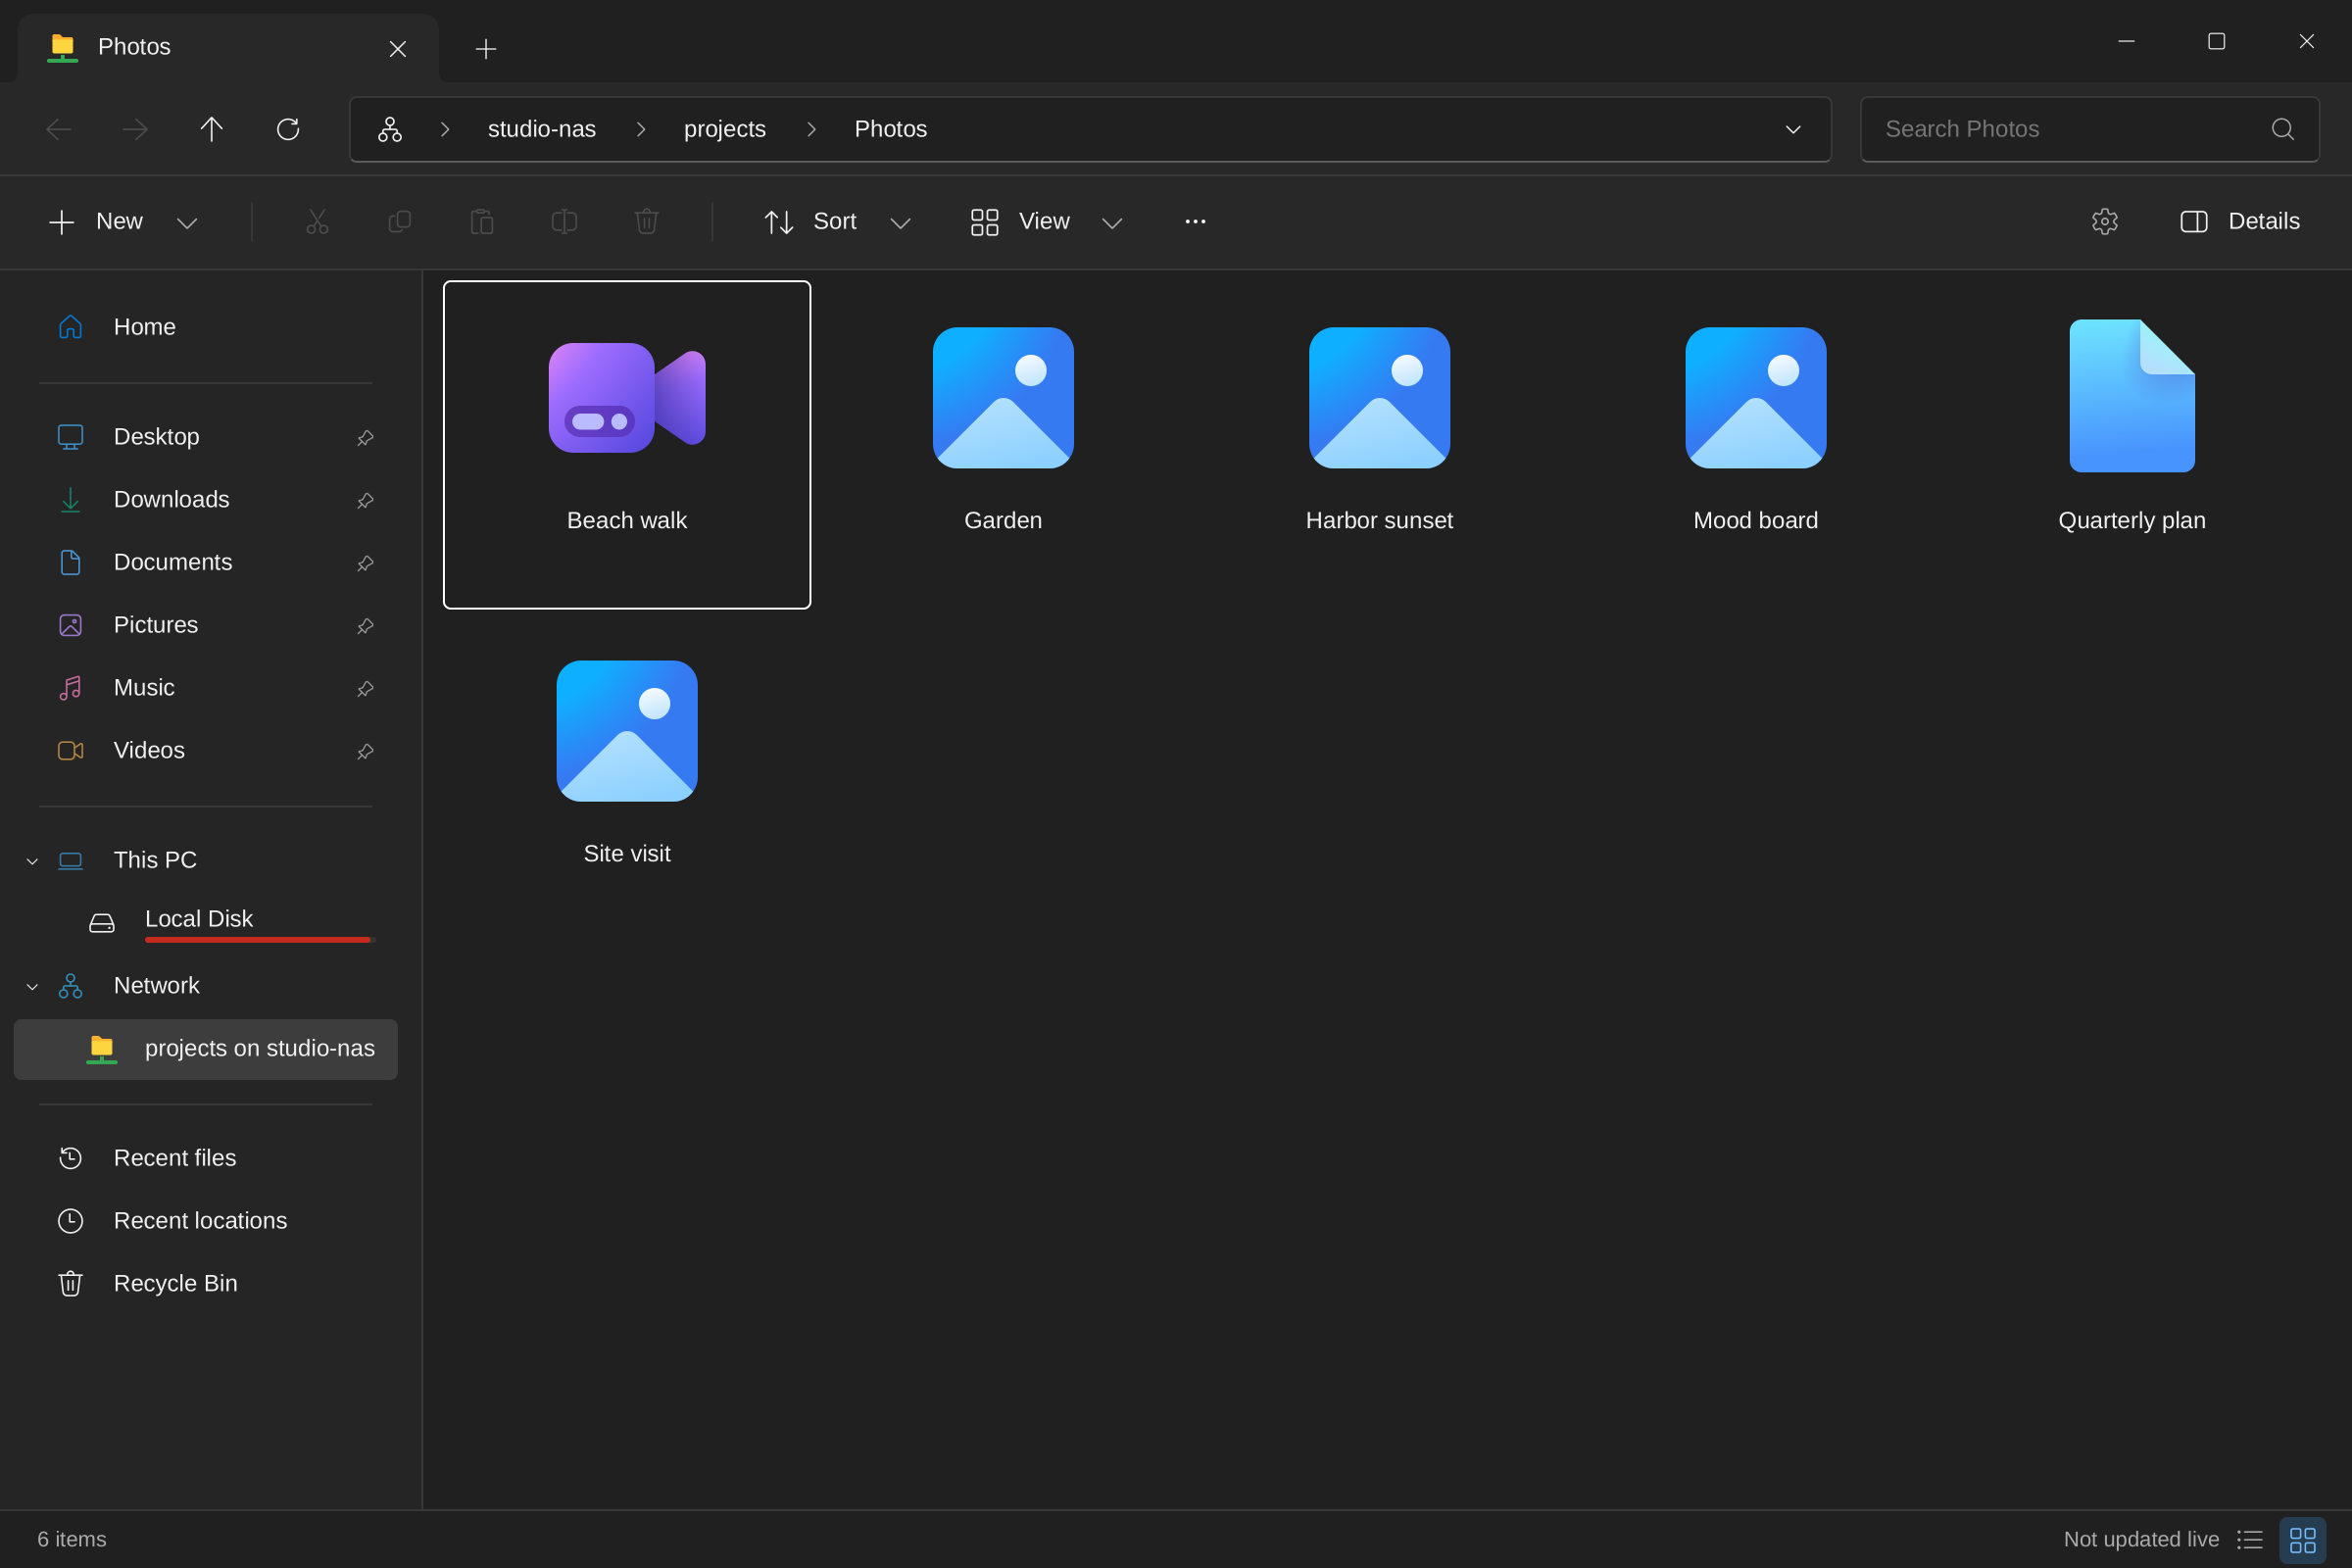 Photos
studio-nas
projects
Photos
Search Photos
New
Sort
View
Details
Home
Desktop
Downloads
Documents
Pictures
Music
Videos
This PC
Local Disk
Network
projects on studio-nas
Recent files
Recent locations
Recycle Bin
Beach walk
Garden
Harbor sunset
Mood board
Quarterly plan
Site visit
6 items
Not updated live